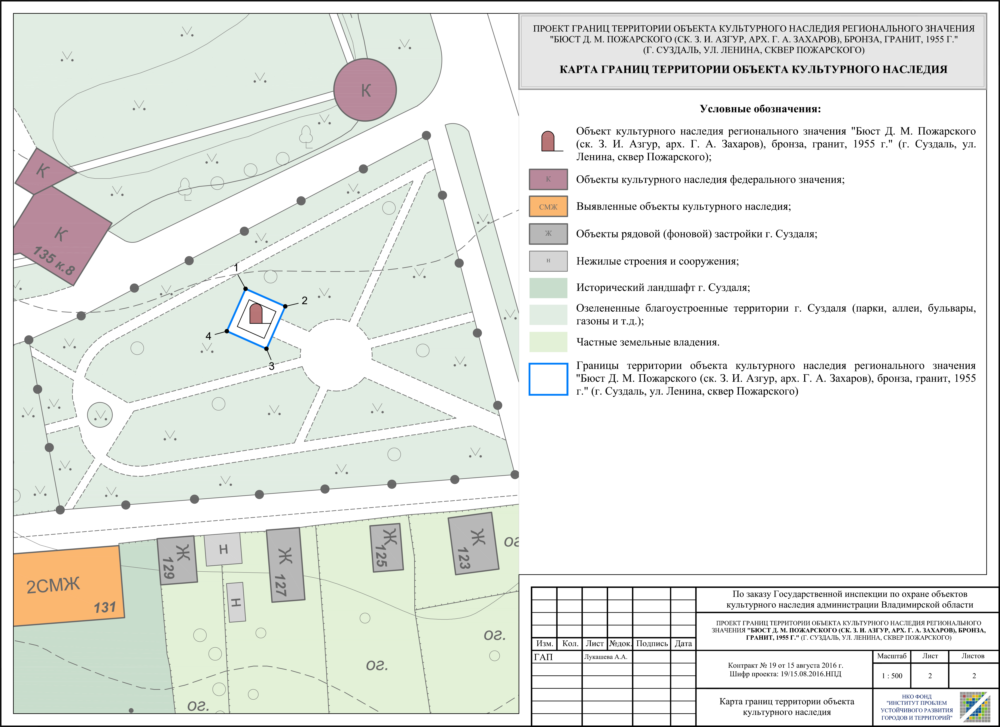 ПРОЕКТ ГРАНИЦ ТЕРРИТОРИИ ОБЪЕКТА КУЛЬТУРНОГО НАСЛЕДИЯ РЕГИОНАЛЬНОГО ЗНАЧЕНИЯ
"БЮСТ Д. М. ПОЖАРСКОГО (СК. З. И. АЗГУР, АРХ. Г. А. ЗАХАРОВ), БРОНЗА, ГРАНИТ, 1955 Г."
(Г. СУЗДАЛЬ, УЛ. ЛЕНИНА, СКВЕР ПОЖАРСКОГО)
КАРТА ГРАНИЦ ТЕРРИТОРИИ ОБЪЕКТА КУЛЬТУРНОГО НАСЛЕДИЯ
Условные обозначения:
Объект культурного наследия регионального значения "Бюст Д. М. Пожарского
(ск. З. И. Азгур, арх. Г. А. Захаров), бронза, гранит, 1955 г." (г. Суздаль, ул.
Ленина, сквер Пожарского);
К
Объекты культурного наследия федерального значения;
СМЖ
Выявленные объекты культурного наследия;
Ж
Объекты рядовой (фоновой) застройки г. Суздаля;
н
Нежилые строения и сооружения;
Исторический ландшафт г. Суздаля;
Озелененные благоустроенные территории г. Суздаля (парки, аллеи, бульвары,
газоны и т.д.);
Частные земельные владения.
Границы территории объекта культурного наследия регионального значения
"Бюст Д. М. Пожарского (ск. З. И. Азгур, арх. Г. А. Захаров), бронза, гранит, 1955
г." (г. Суздаль, ул. Ленина, сквер Пожарского)
К
К
К
135 к.8
1
2
3
4
2СМЖ
131
Ж
129
н
н
Ж
127
Ж
125
Ж
123
ог.
ог.
ог.
ог.
Изм.
Кол.
Лист
№док.
Подпись
Дата
ГАП
Лукашева А.А.
По заказу Государственной инспекции по охране объектов
культурного наследия администрации Владимирской области
ПРОЕКТ ГРАНИЦ ТЕРРИТОРИИ ОБЪЕКТА КУЛЬТУРНОГО НАСЛЕДИЯ РЕГИОНАЛЬНОГО
ЗНАЧЕНИЯ "БЮСТ Д. М. ПОЖАРСКОГО (СК. З. И. АЗГУР, АРХ. Г. А. ЗАХАРОВ), БРОНЗА,
ГРАНИТ, 1955 Г." (Г. СУЗДАЛЬ, УЛ. ЛЕНИНА, СКВЕР ПОЖАРСКОГО)
Контракт № 19 от 15 августа 2016 г.
Шифр проекта: 19/15.08.2016.НПД
Масштаб
Лист
Листов
1 : 500
2
2
Карта границ территории объекта
культурного наследия
НКО ФОНД
"ИНСТИТУТ ПРОБЛЕМ
УСТОЙЧИВОГО РАЗВИТИЯ
ГОРОДОВ И ТЕРРИТОРИЙ"